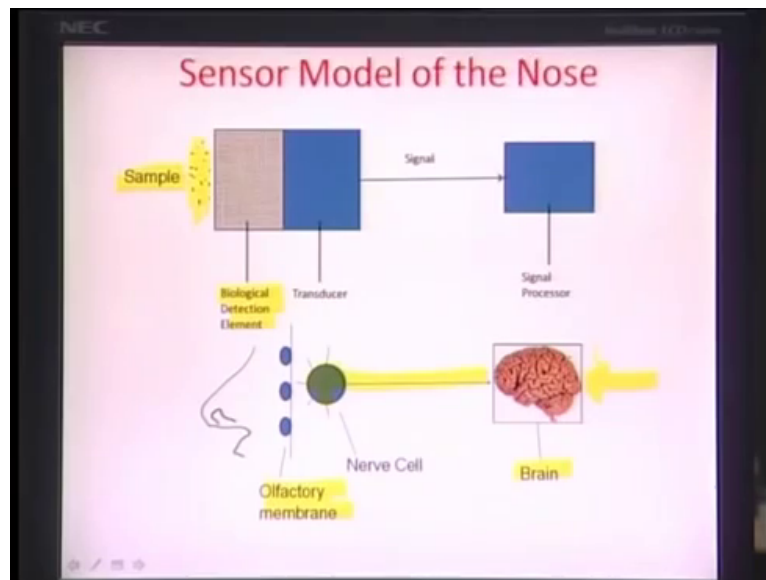 NEC
Sensor Model of the Nose
Sample
Signal
Biological
Detection
Element
Transducer
Signal
Processor
Nerve Cell
Olfactory
membrane
Brain